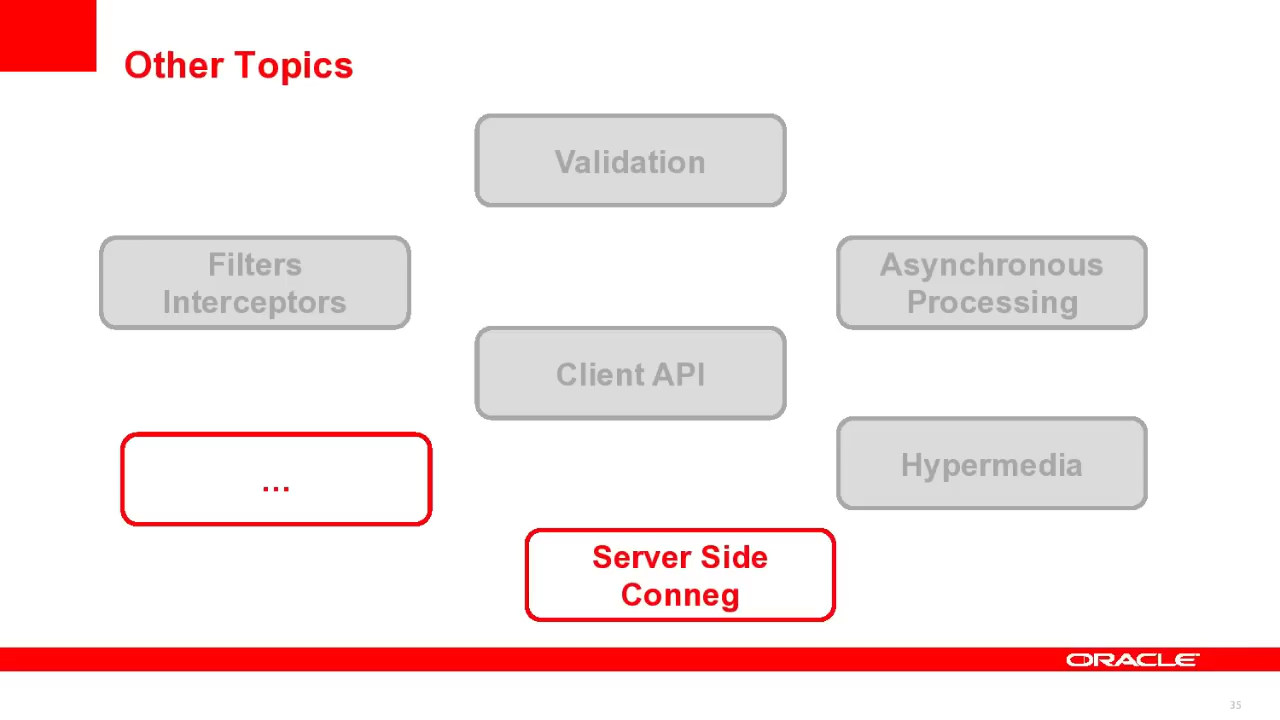 Other Topics
Validation
Filters
Interceptors
Asynchronous
Processing
Client API
...
Hypermedia
Server Side
Conneg
ORACLE
35